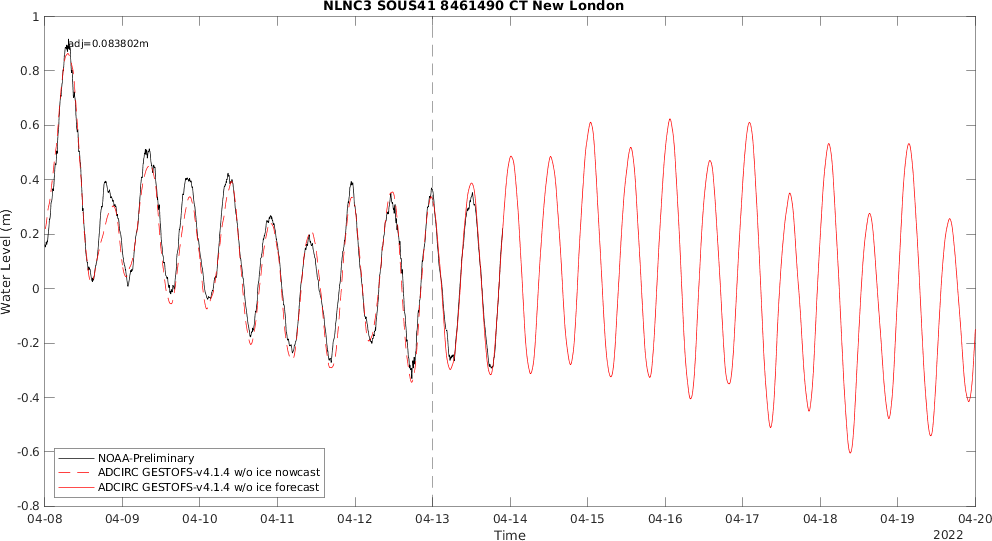 NLNC3 SOUS41 8461490 CT New London
1
adj=0.083802m
0.8
0.6
0.4
0.2
0
-0.2
-0.4
-0.6
-0.8
Water Level (m)
NOAA-Preliminary
ADCIRC GESTOFS-v4.1.4 w/o ice nowcast
ADCIRC GESTOFS-v4.1.4 w/o ice forecast
04-08 04-09 04-10 04-11 04-12 04-13 04-14 04-15 04-16 04-17 04-18 04-19 04-20
Time
2022